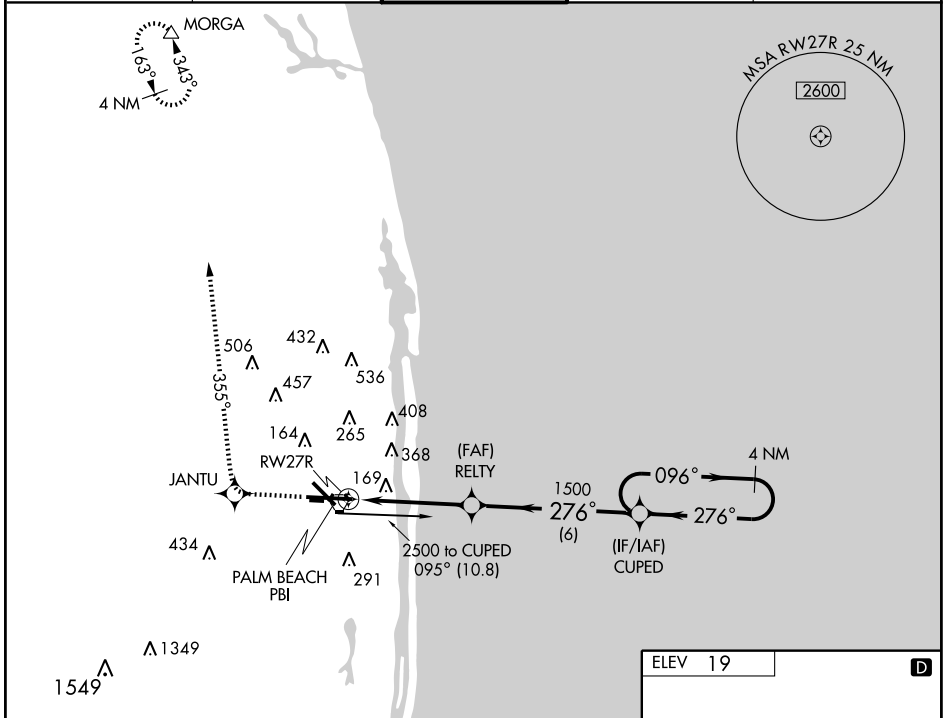 MORGA
163°
343°
4 NM
MSA RW27R 25 NM
2600
355°
506
432
536
457
408
265
164
368
RW27R
169
JANTU
(FAF)
RELTY
1500
276°
(6)
096°
4 NM
276°
(IF/IAF)
CUPED
434
PALM BEACH
PBI
291
2500 to CUPED
095° (10.8)
1349
1549
ELEV 19
D